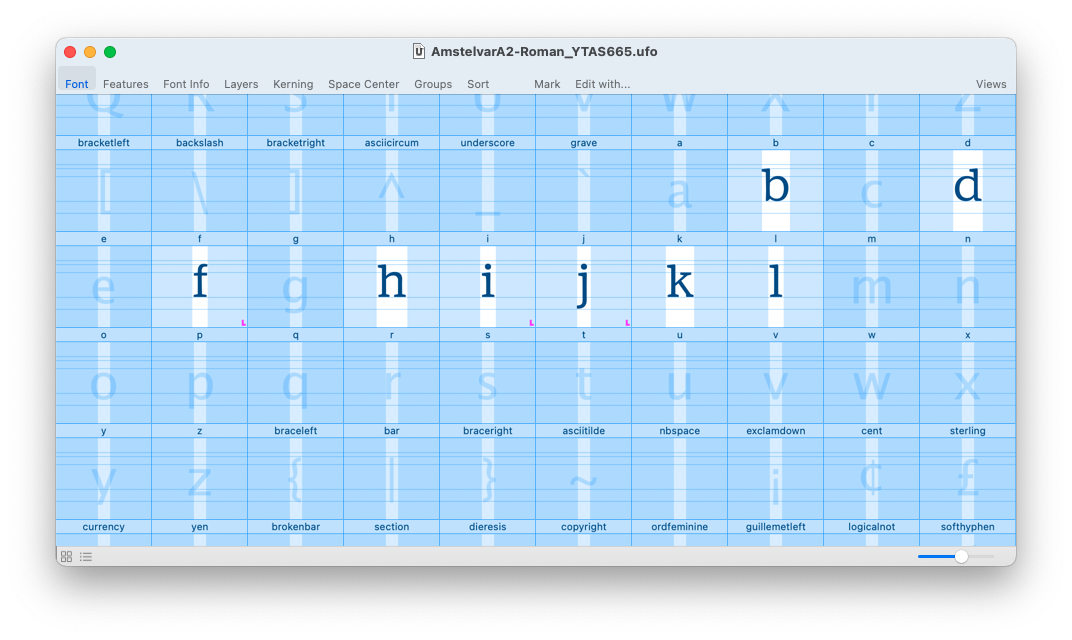 AmstelvarA2-Roman_YTAS665.ufo
Font Features Font Info Layers Kerning Space Center Groups Sort Mark Edit with... Views
bracketleft backslash bracketright asciicircum underscore grave a b c d
[ \ ] ^ _ ` a b c d
e f g h i j k l m n
e f g h i j k l m n
o p q r s t u v w x
o p q r s t u v w x
y z braceleft bar braceright asciitilde nbspace exclamdown cent sterling
y z { | } ~ ¡ ¢ £
currency yen brokenbar section dieresis copyright ordfeminine guillemetleft logicalnot softhyphen